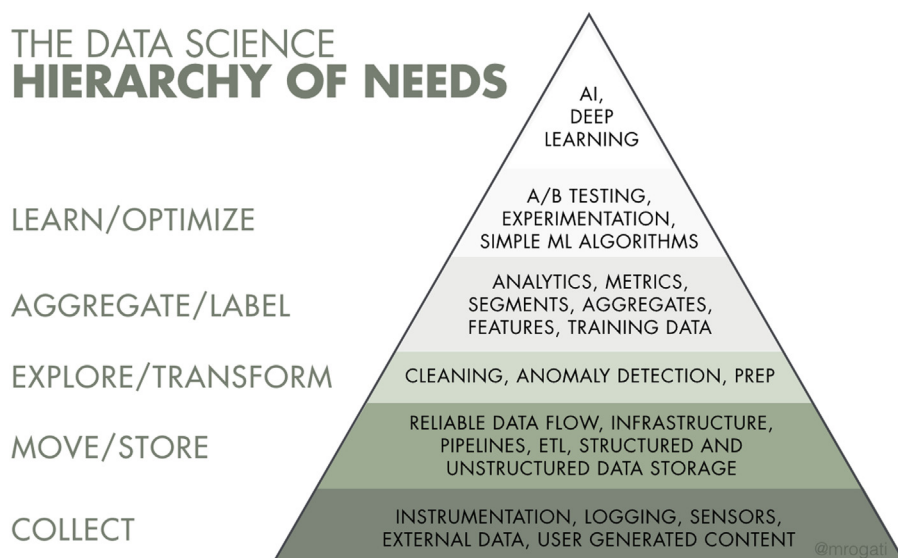 THE DATA SCIENCE
HIERARCHY OF NEEDS
AI,
DEEP
LEARNING
LEARN/OPTIMIZE
A/B TESTING,
EXPERIMENTATION,
SIMPLE ML ALGORITHMS
AGGREGATE/LABEL
ANALYTICS, METRICS,
SEGMENTS, AGGREGATES,
FEATURES, TRAINING DATA
EXPLORE/TRANSFORM
CLEANING, ANOMALY DETECTION, PREP
MOVE/STORE
RELIABLE DATA FLOW, INFRASTRUCTURE,
PIPELINES, ETL, STRUCTURED AND
UNSTRUCTURED DATA STORAGE
COLLECT
INSTRUMENTATION, LOGGING, SENSORS,
EXTERNAL DATA, USER GENERATED CONTENT
@mrogati